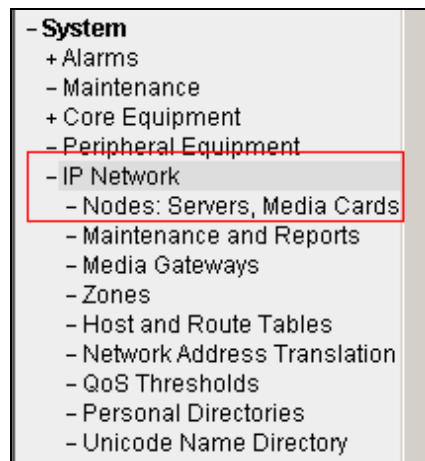 – System
+ Alarms
– Maintenance
+ Core Equipment
– Peripheral Equipment
– IP Network
– Nodes: Servers, Media Cards
– Maintenance and Reports
– Media Gateways
– Zones
– Host and Route Tables
– Network Address Translation
– QoS Thresholds
– Personal Directories
– Unicode Name Directory